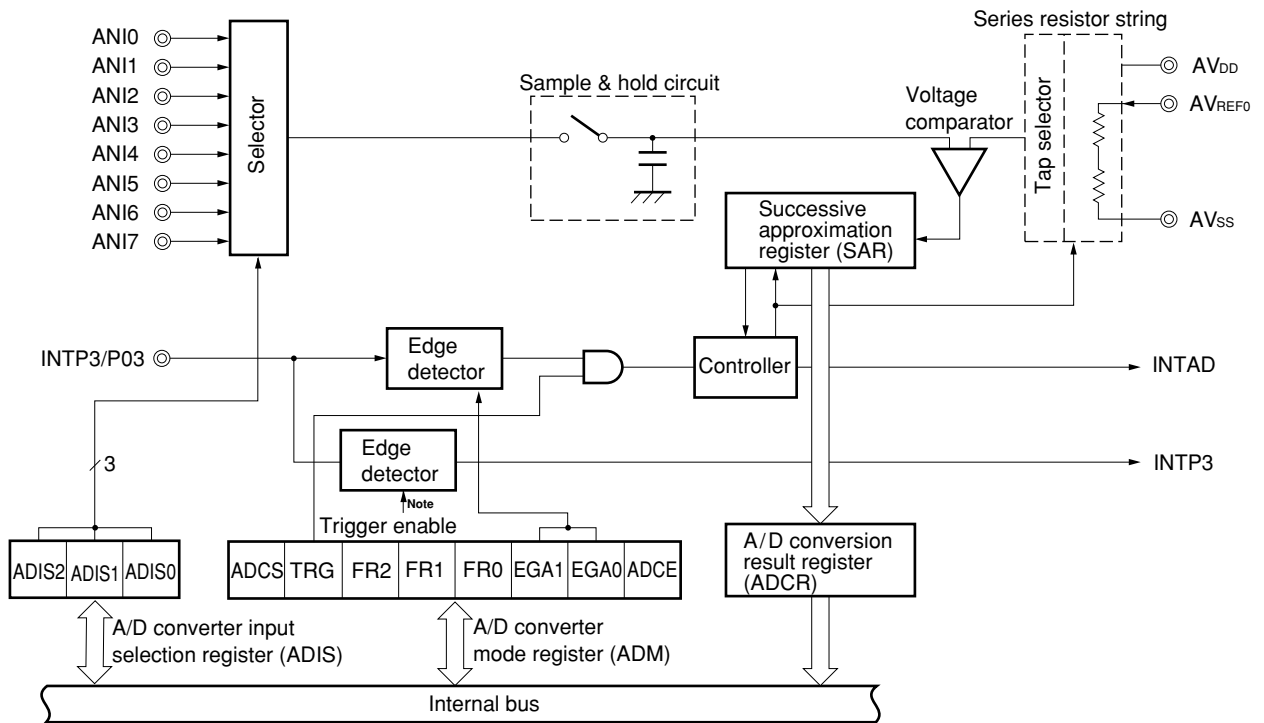 Series resistor string
ANI0
ANI1
ANI2
ANI3
ANI4
ANI5
ANI6
ANI7
Selector
Sample & hold circuit
Voltage
comparator
Tap selector
AVDD
AVREF0
AVSS
Successive
approximation
register (SAR)
INTP3/P03
Edge
detector
Controller
INTAD
3
Edge
detector
INTP3
Note
Trigger enable
ADIS2
ADIS1
ADIS0
ADCS
TRG
FR2
FR1
FR0
EGA1
EGA0
ADCE
A/D conversion
result register
(ADCR)
A/D converter input
selection register (ADIS)
A/D converter
mode register (ADM)
Internal bus